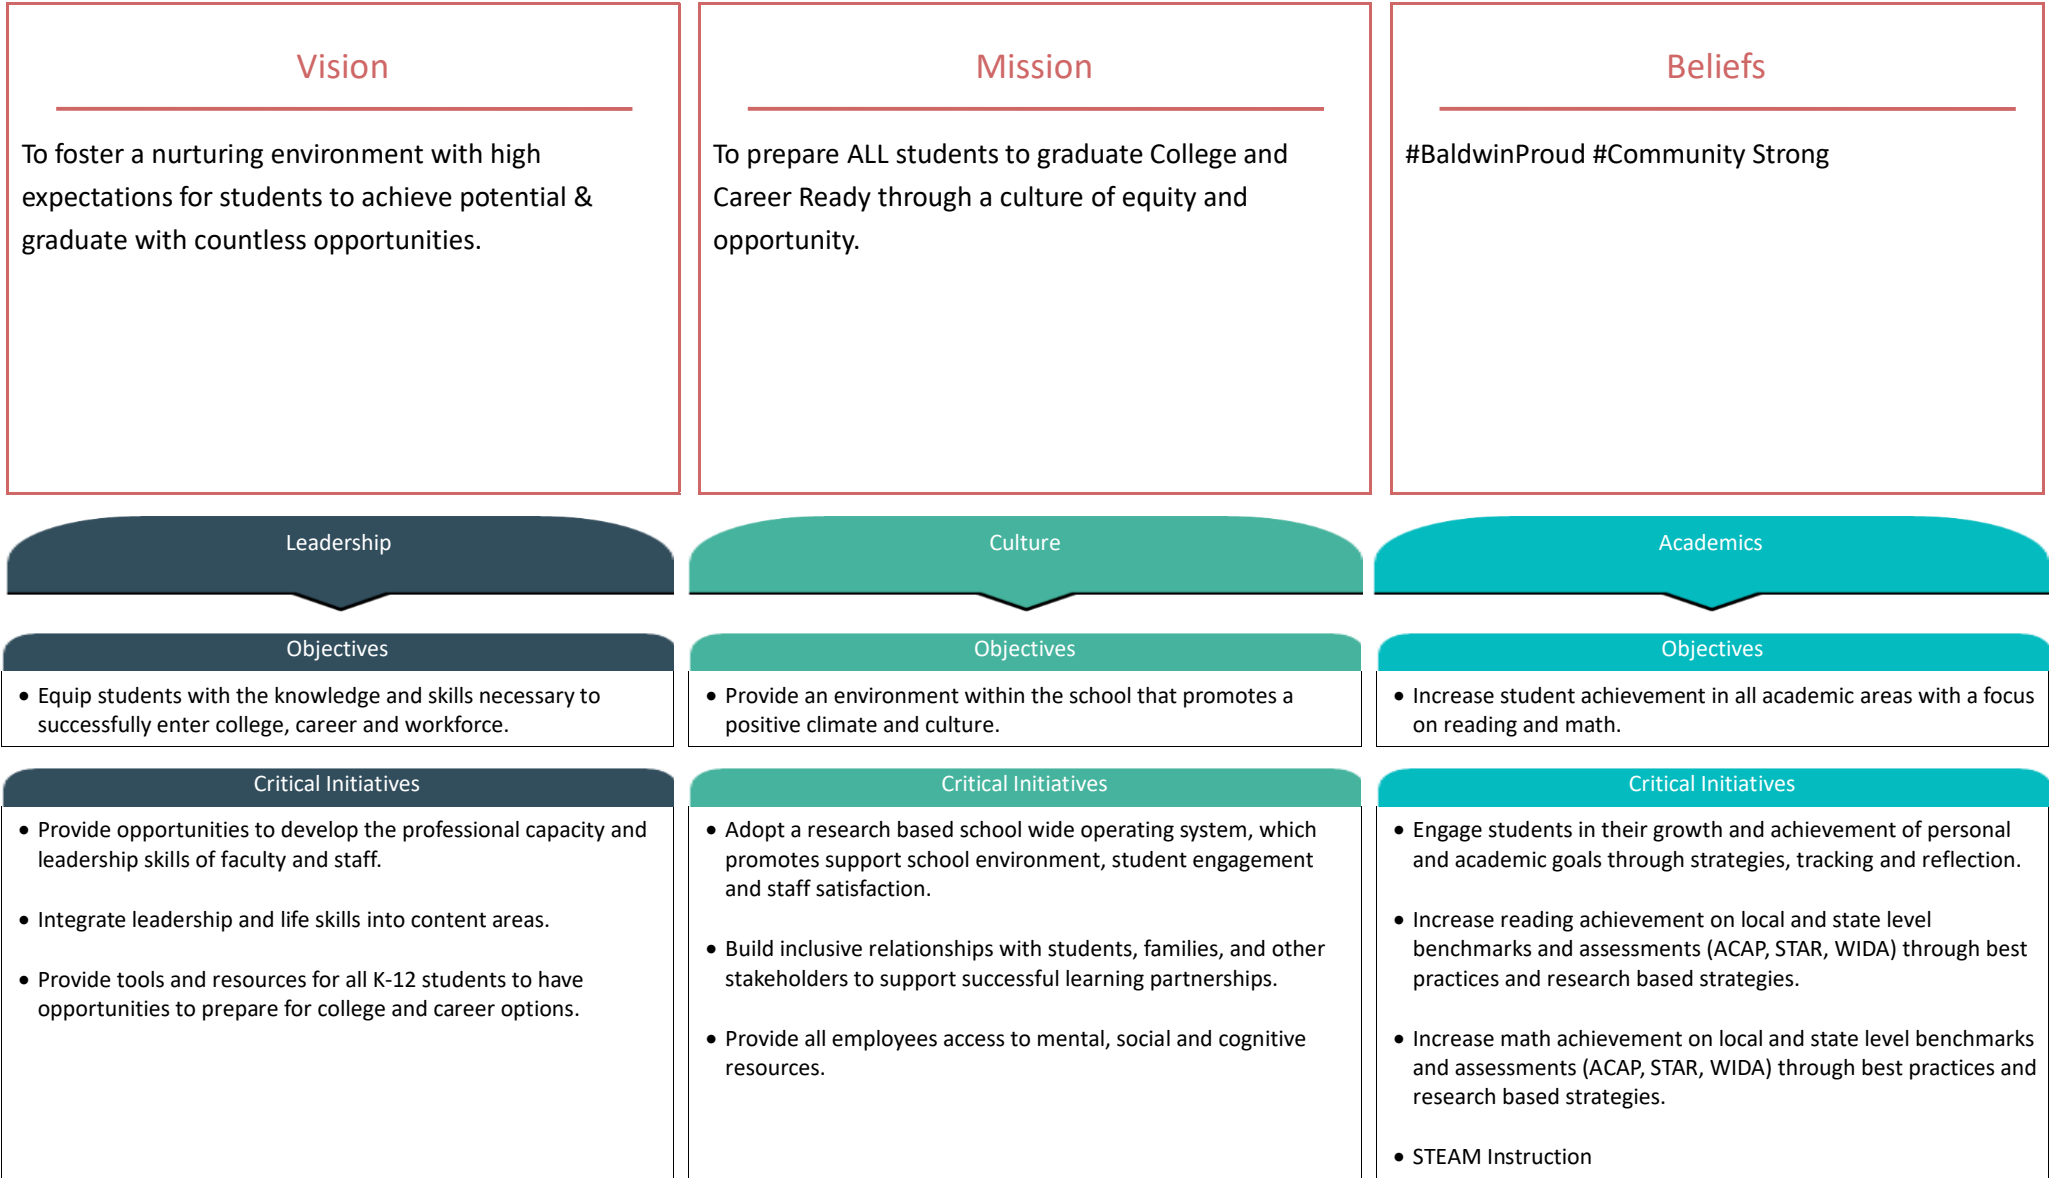 Vision
To foster a nurturing environment with high
expectations for students to achieve potential &
graduate with countless opportunities.
Mission
To prepare ALL students to graduate College and
Career Ready through a culture of equity and
opportunity.
Beliefs
#BaldwinProud #Community Strong
Leadership
Objectives
• Equip students with the knowledge and skills necessary to
successfully enter college, career and workforce.
Critical Initiatives
• Provide opportunities to develop the professional capacity and
leadership skills of faculty and staff.
• Integrate leadership and life skills into content areas.
• Provide tools and resources for all K-12 students to have
opportunities to prepare for college and career options.
Culture
Objectives
• Provide an environment within the school that promotes a
positive climate and culture.
Critical Initiatives
• Adopt a research based school wide operating system, which
promotes support school environment, student engagement
and staff satisfaction.
• Build inclusive relationships with students, families, and other
stakeholders to support successful learning partnerships.
• Provide all employees access to mental, social and cognitive
resources.
Academics
Objectives
• Increase student achievement in all academic areas with a focus
on reading and math.
Critical Initiatives
• Engage students in their growth and achievement of personal
and academic goals through strategies, tracking and reflection.
• Increase reading achievement on local and state level
benchmarks and assessments (ACAP, STAR, WIDA) through best
practices and research based strategies.
• Increase math achievement on local and state level benchmarks
and assessments (ACAP, STAR, WIDA) through best practices and
research based strategies.
• STEAM Instruction